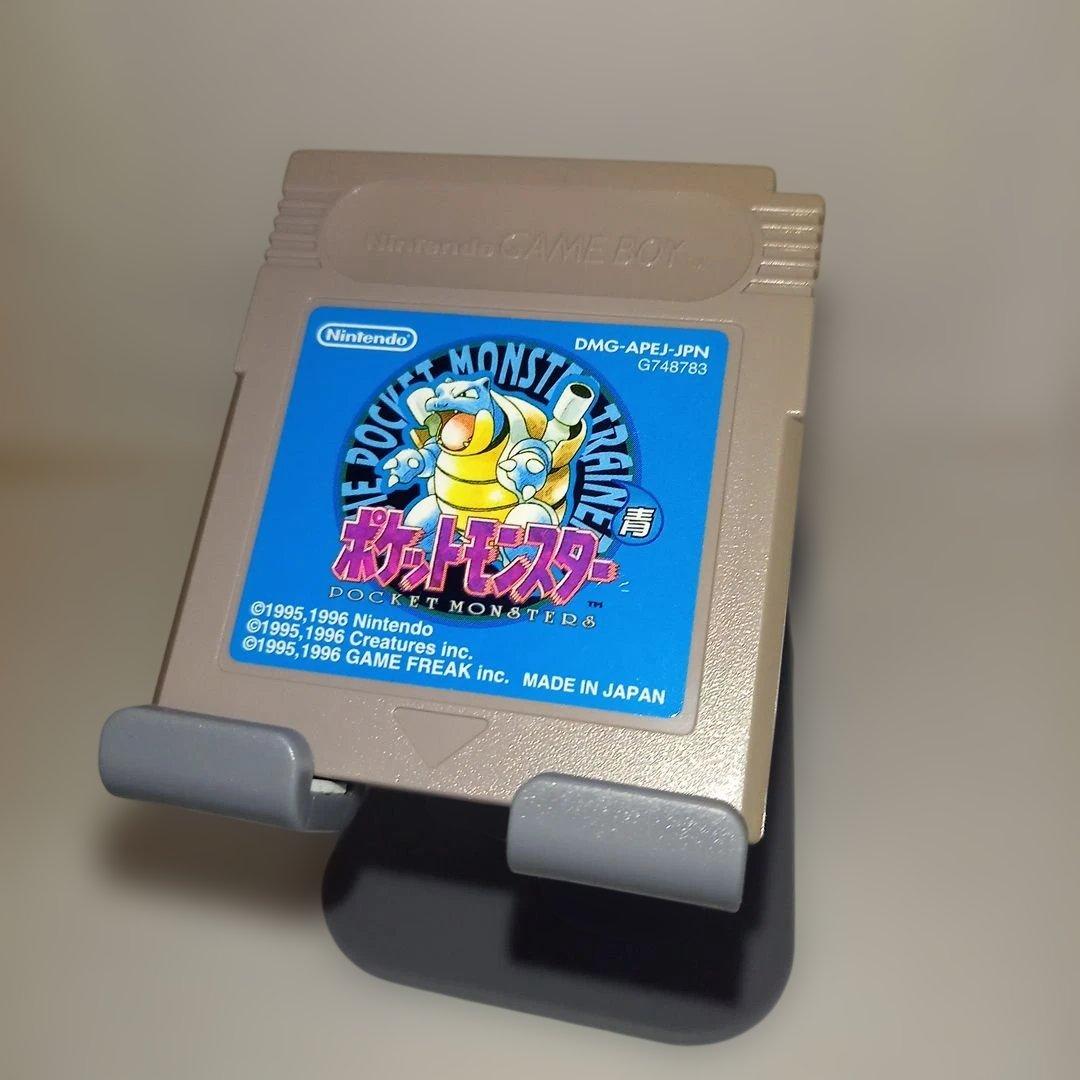 Nintendo GAME BOY
Nintendo®
DMG-APEJ-JPN
G748783
THE POCKET MONSTER TRAINER
青
ポケットモンスター
POCKET MONSTERS
™
©1995,1996 Nintendo
©1995,1996 Creatures inc.
©1995,1996 GAME FREAK inc.
MADE IN JAPAN